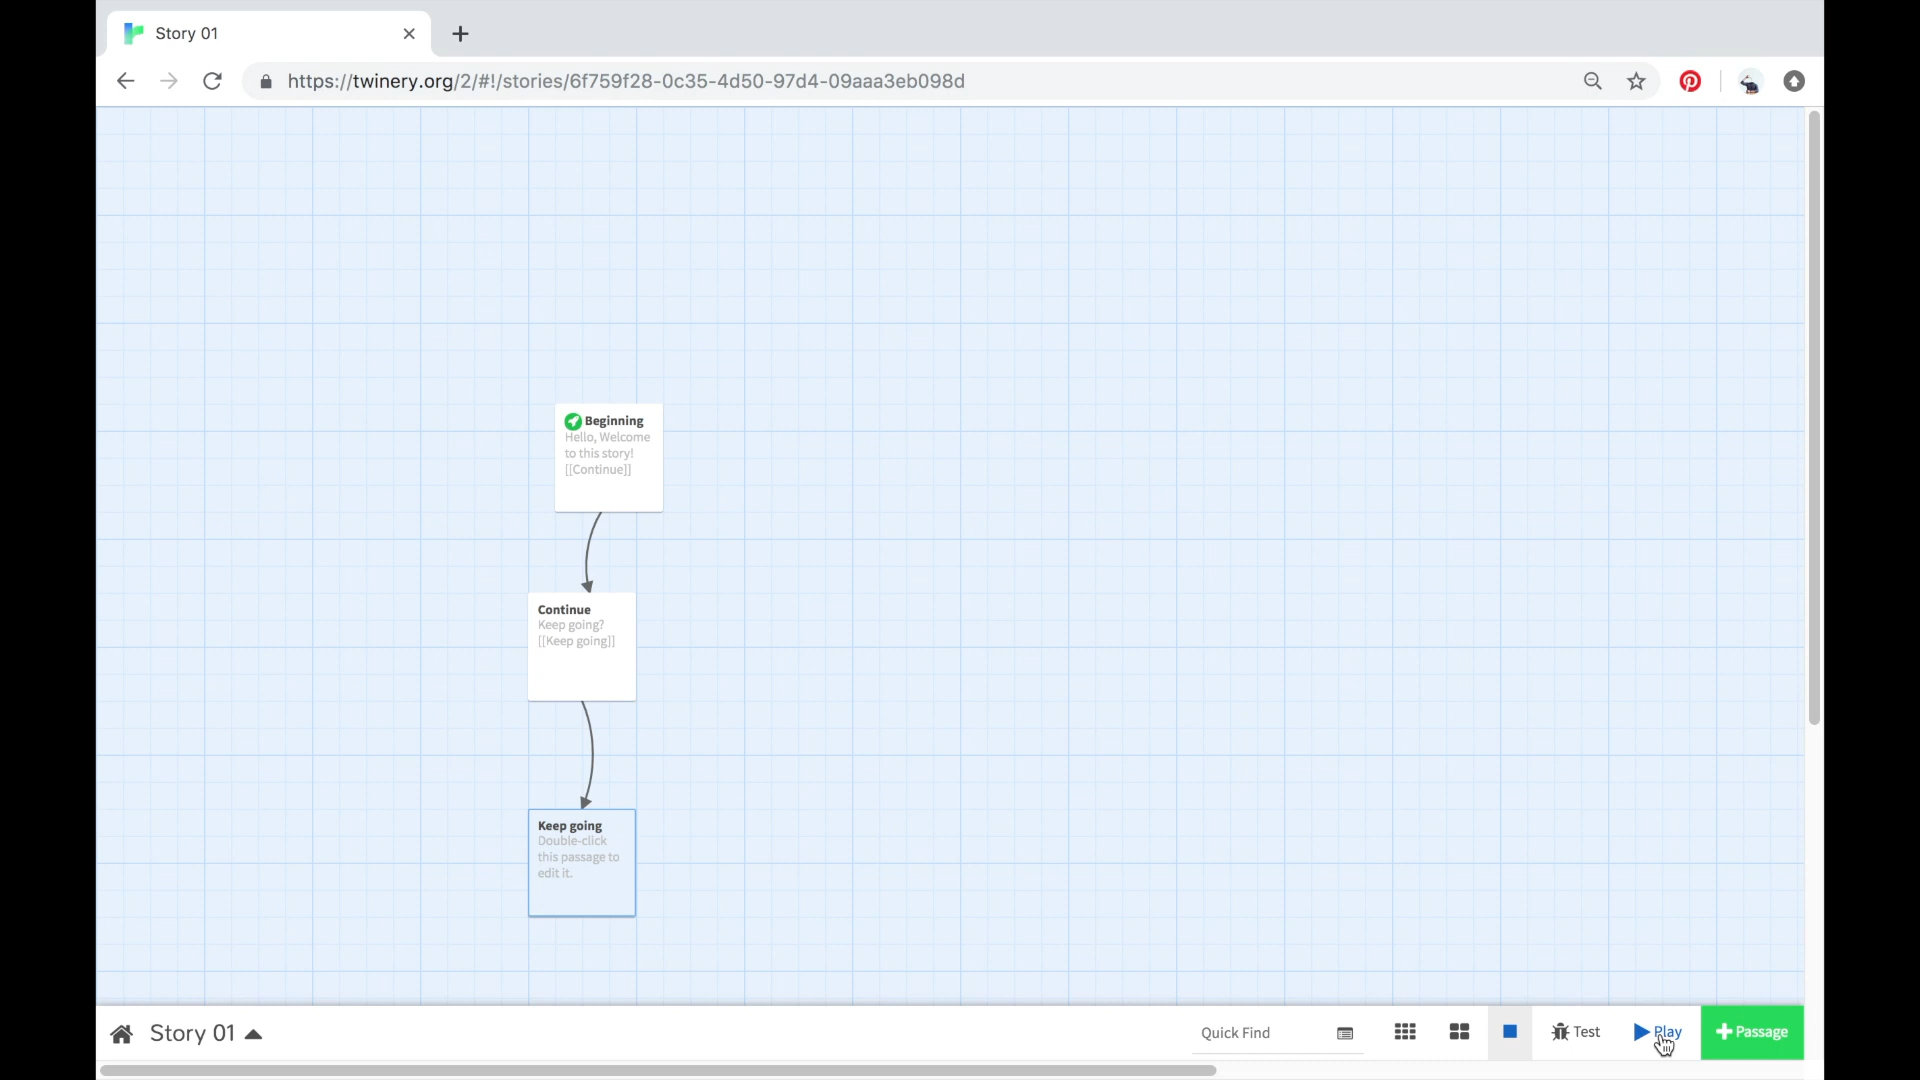 Story 01
https://twinery.org/2/#!/stories/6f759f28-0c35-4d50-97d4-09aaa3eb098d
Beginning
Hello, Welcome
to this story!
[[Continue]]
Continue
Keep going?
[[Keep going]]
Keep going
Double-click
this passage to
edit it.
Story 01
Quick Find
Test
Play
Passage